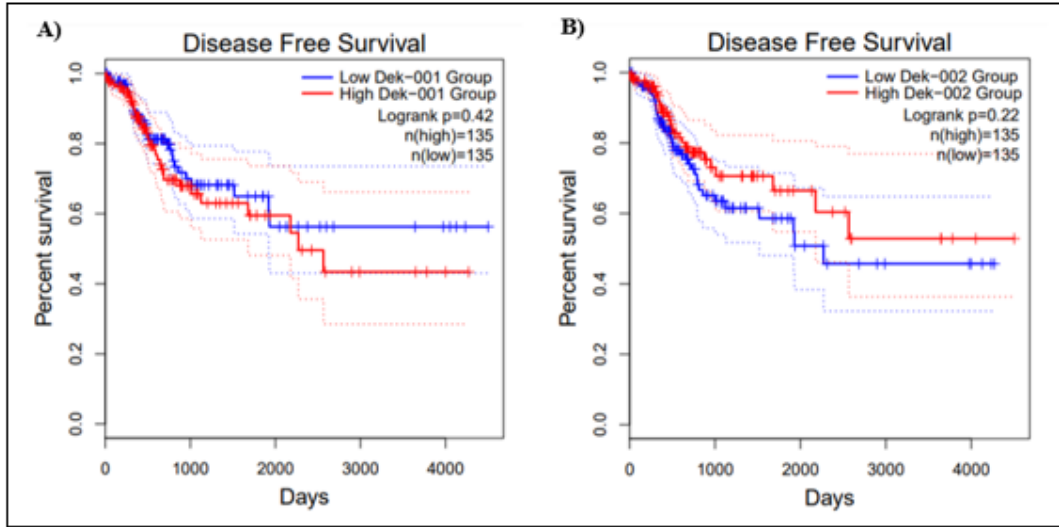 A)
Disease Free Survival
Low Dek-001 Group
High Dek-001 Group
Logrank p=0.42
n(high)=135
n(low)=135
Percent survival
1.0
0.8
0.6
0.4
0.2
0.0
0 1000 2000 3000 4000
Days
B)
Disease Free Survival
Low Dek-002 Group
High Dek-002 Group
Logrank p=0.22
n(high)=135
n(low)=135
Percent survival
1.0
0.8
0.6
0.4
0.2
0.0
0 1000 2000 3000 4000
Days